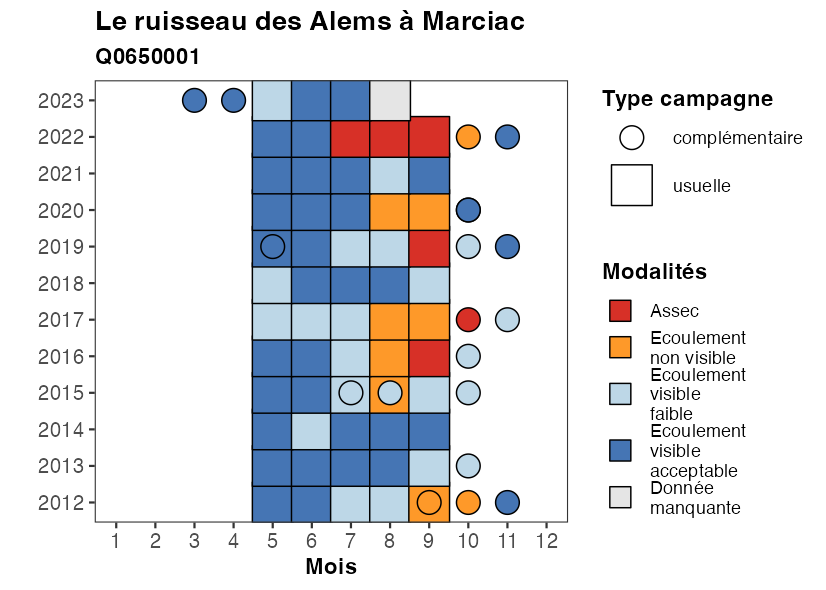 Le ruisseau des Alems à Marciac
Q0650001
2023
2022
2021
2020
2019
2018
2017
2016
2015
2014
2013
2012
1 2 3 4 5 6 7 8 9 10 11 12
Mois
Type campagne
complémentaire
usuelle
Modalités
Assec
Ecoulement
non visible
Ecoulement
visible
faible
Ecoulement
visible
acceptable
Donnée
manquante